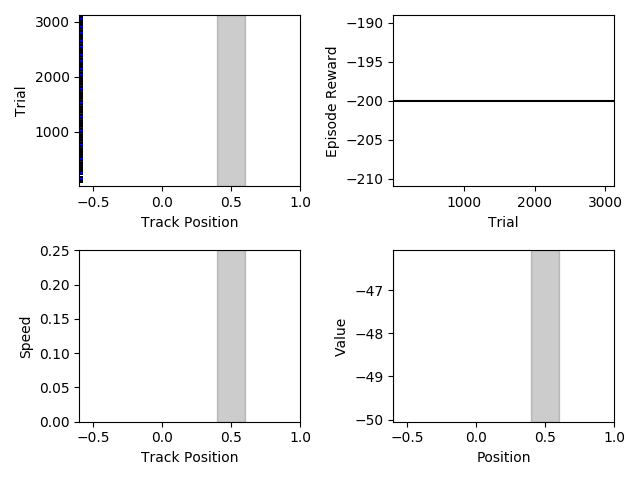 3000
2000
1000
Trial
−0.5 0.0 0.5 1.0
Track Position
−190
−195
−200
−205
−210
Episode Reward
1000 2000 3000
Trial
0.25
0.20
0.15
0.10
0.05
0.00
Speed
−0.5 0.0 0.5 1.0
Track Position
−47
−48
−49
−50
Value
−0.5 0.0 0.5 1.0
Position